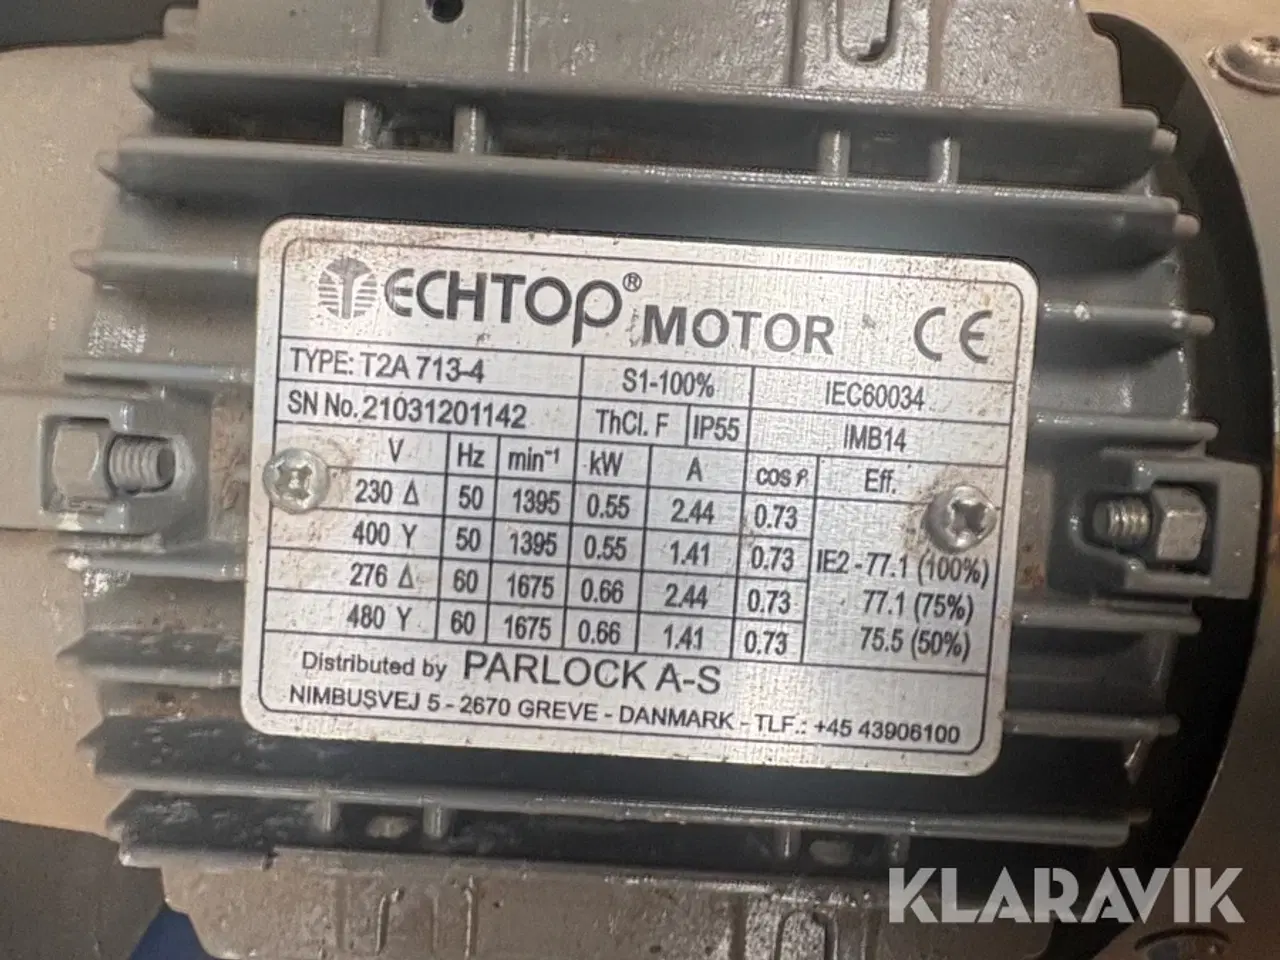 TECHTOP® MOTOR CE
TYPE: T2A 713-4 S1-100% IEC60034
SN No. 21031201142 ThCl. F IP55 IMB14
V Hz min⁻¹ kW A cos φ Eff.
230 Δ 50 1395 0.55 2.44 0.73
400 Y 50 1395 0.55 1.41 0.73 IE2 -77.1 (100%)
276 Δ 60 1675 0.66 2.44 0.73 77.1 (75%)
480 Y 60 1675 0.66 1.41 0.73 75.5 (50%)
Distributed by PARLOCK A-S
NIMBUSVEJ 5 - 2670 GREVE - DANMARK - TLF.: +45 43906100
KLARAVIK